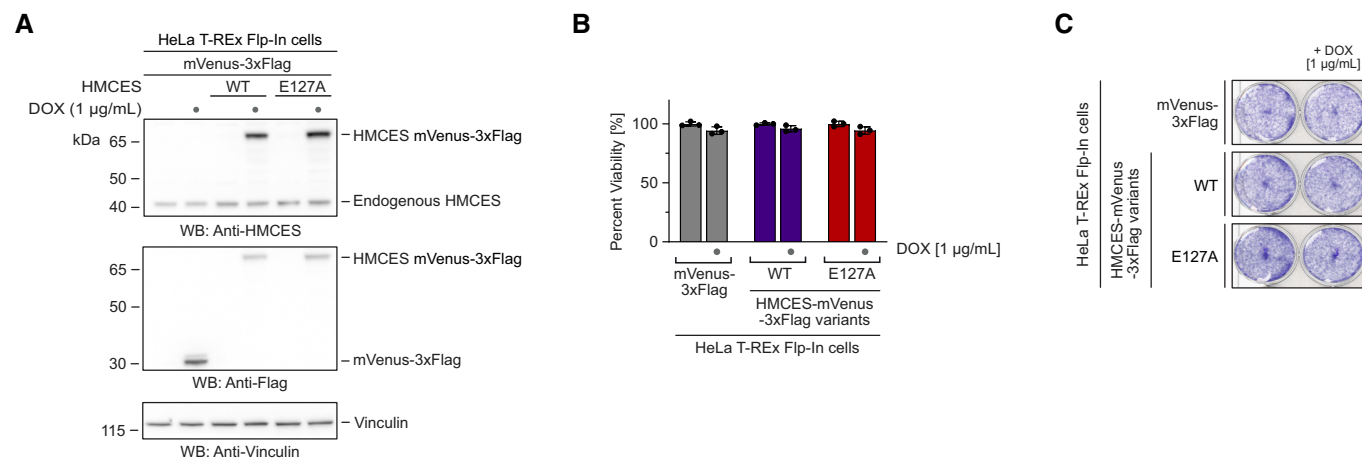 A
HeLa T-REx Flp-In cells
mVenus-3xFlag
HMCES WT E127A
DOX (1 µg/mL)
kDa
65
50
40
HMCES mVenus-3xFlag
Endogenous HMCES
WB: Anti-HMCES
65
50
30
HMCES mVenus-3xFlag
mVenus-3xFlag
WB: Anti-Flag
115
Vinculin
WB: Anti-Vinculin
B
Percent Viability [%]
100
50
0
DOX [1 µg/mL]
mVenus-
3xFlag
WT E127A
HMCES-mVenus
-3xFlag variants
HeLa T-REx Flp-In cells
C
+ DOX
[1 µg/mL]
HeLa T-REx Flp-In cells
HMCES-mVenus
-3xFlag variants
mVenus-
3xFlag
WT
E127A